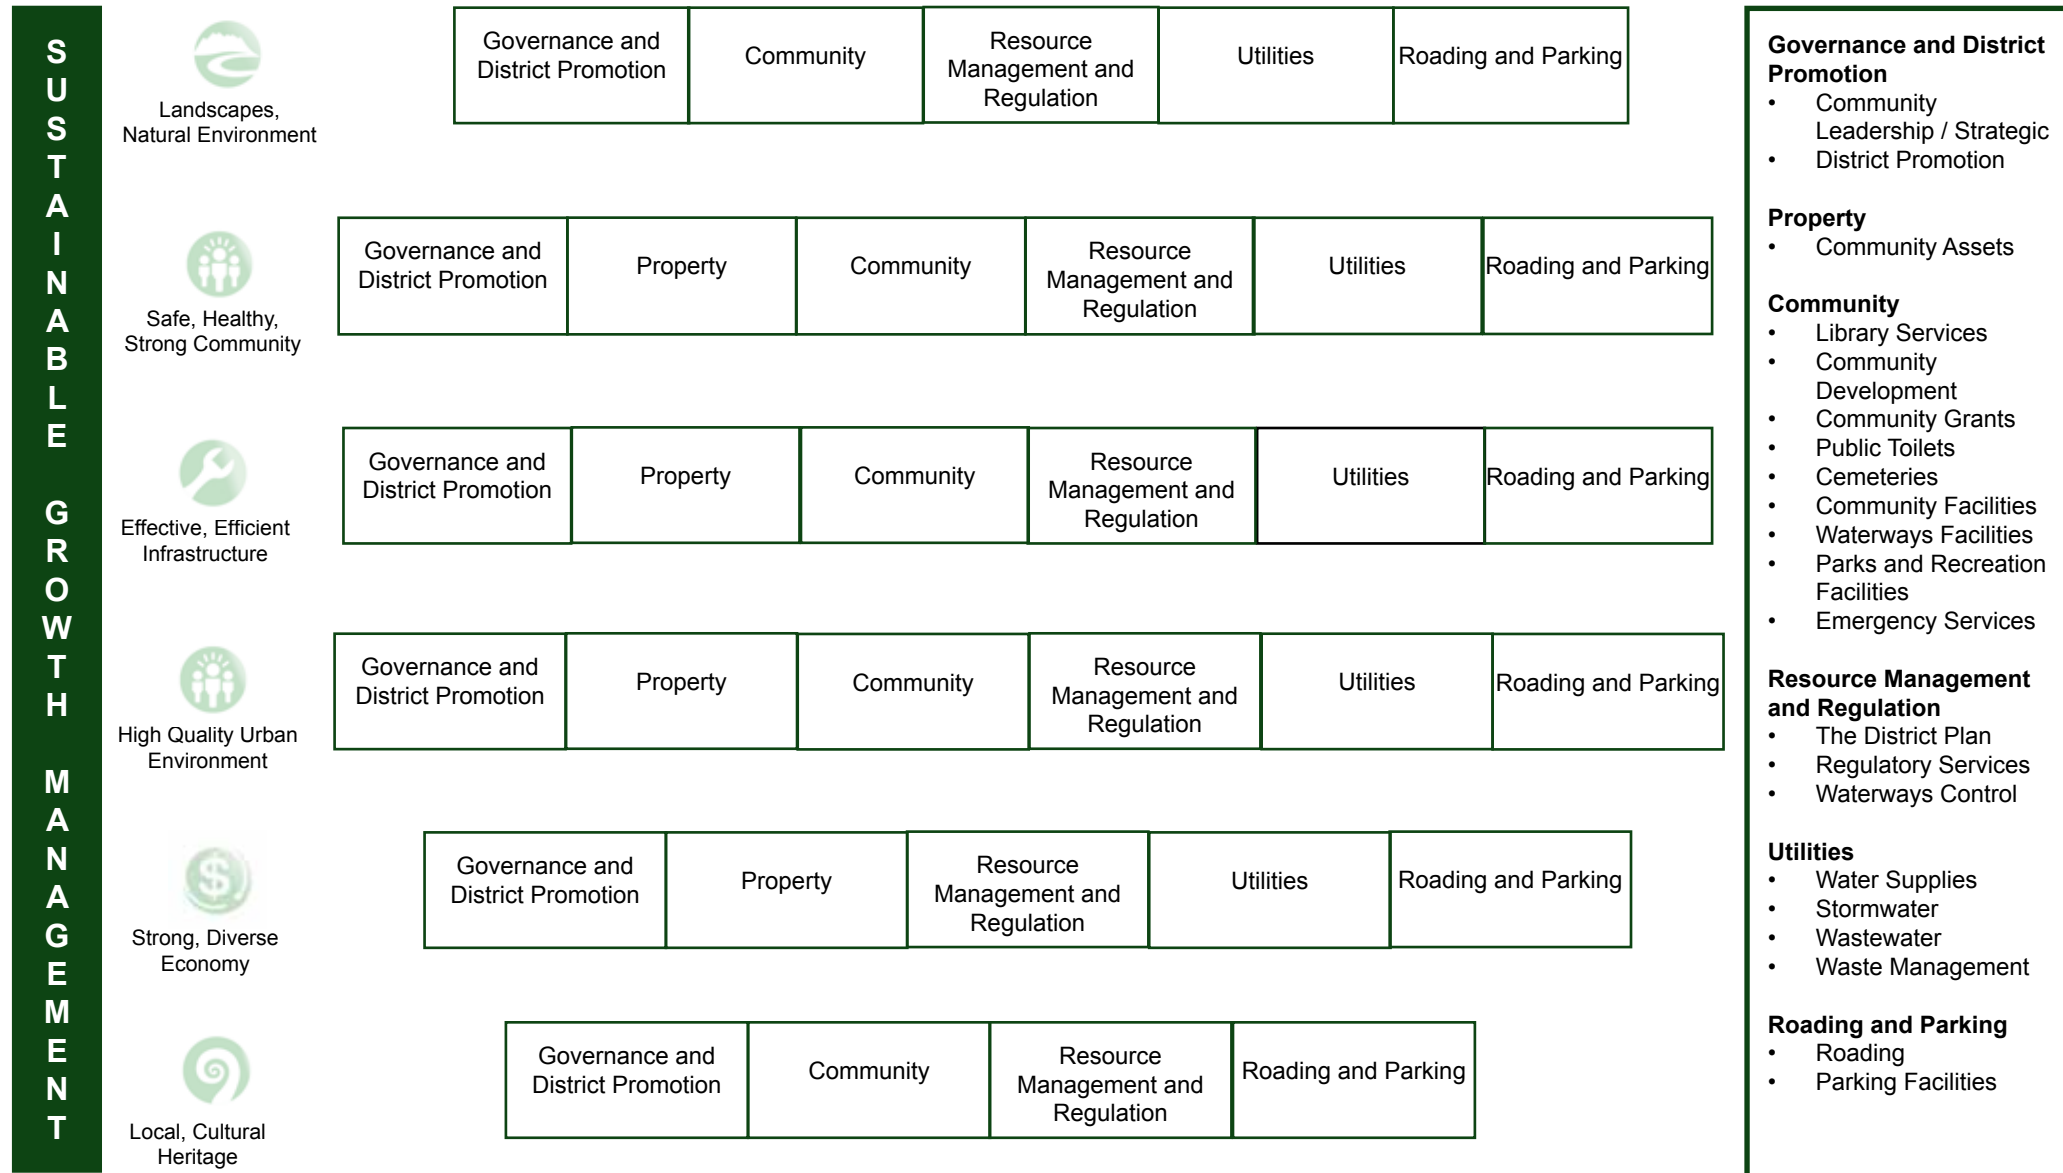 SUSTAINABLE GROWTH MANAGEMENT
Landscapes,
Natural Environment
Governance and
District Promotion
Community
Resource
Management and
Regulation
Utilities
Roading and Parking
Safe, Healthy,
Strong Community
Governance and
District Promotion
Property
Community
Resource
Management and
Regulation
Utilities
Roading and Parking
Effective, Efficient
Infrastructure
Governance and
District Promotion
Property
Community
Resource
Management and
Regulation
Utilities
Roading and Parking
High Quality Urban
Environment
Governance and
District Promotion
Property
Community
Resource
Management and
Regulation
Utilities
Roading and Parking
$
Strong, Diverse
Economy
Governance and
District Promotion
Property
Resource
Management and
Regulation
Utilities
Roading and Parking
Local, Cultural
Heritage
Governance and
District Promotion
Community
Resource
Management and
Regulation
Roading and Parking
Governance and District
Promotion
• Community
Leadership / Strategic
• District Promotion
Property
• Community Assets
Community
• Library Services
• Community
Development
• Community Grants
• Public Toilets
• Cemeteries
• Community Facilities
• Waterways Facilities
• Parks and Recreation
Facilities
• Emergency Services
Resource Management
and Regulation
• The District Plan
• Regulatory Services
• Waterways Control
Utilities
• Water Supplies
• Stormwater
• Wastewater
• Waste Management
Roading and Parking
• Roading
• Parking Facilities